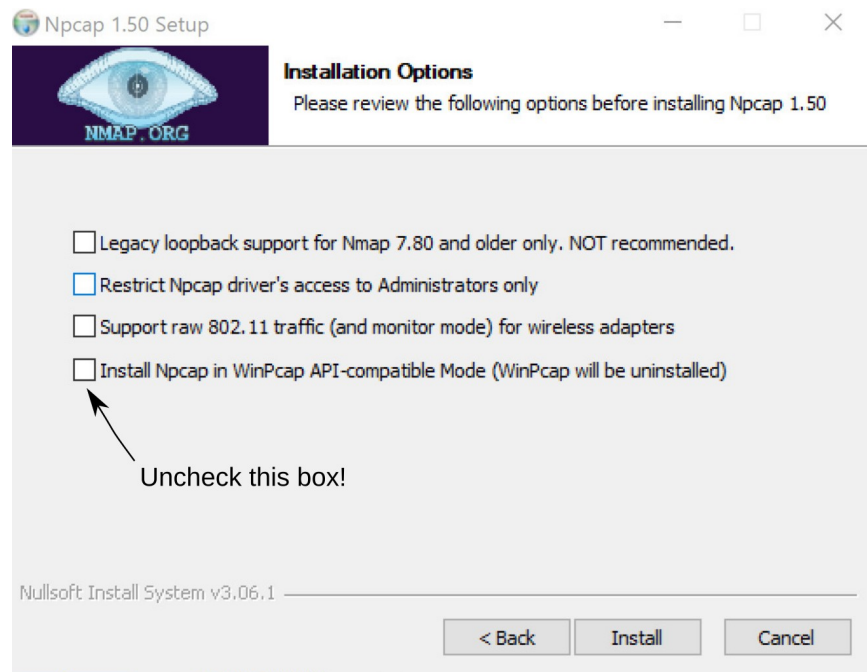 Npcap 1.50 Setup
NMAP.ORG
Installation Options
Please review the following options before installing Npcap 1.50
Legacy loopback support for Nmap 7.80 and older only. NOT recommended.
Restrict Npcap driver's access to Administrators only
Support raw 802.11 traffic (and monitor mode) for wireless adapters
Install Npcap in WinPcap API-compatible Mode (WinPcap will be uninstalled)
Uncheck this box!
Nullsoft Install System v3.06.1
< Back Install Cancel